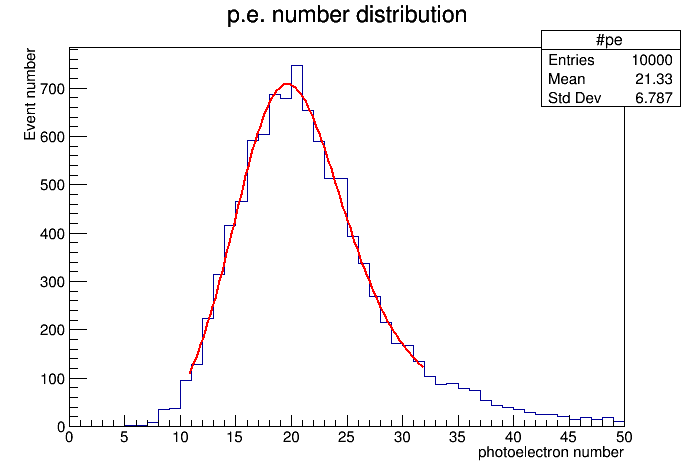 p.e. number distribution
#pe
Entries 10000
Mean 21.33
Std Dev 6.787
Event number
700
600
500
400
300
200
100
0
0 5 10 15 20 25 30 35 40 45 50
photoelectron number